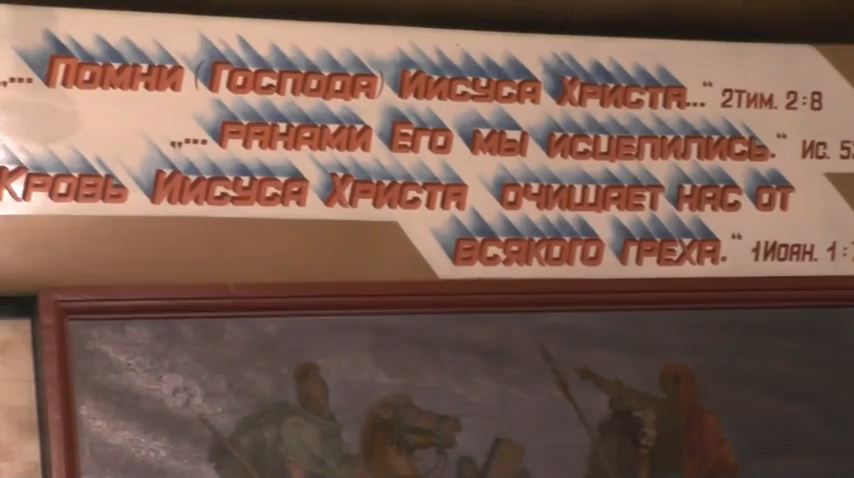 „... Помни (Господа) Иисуса Христа...“ 2Тим. 2:8
„... ранами Его мы исцелились.“ Ис.
Кровь Иисуса Христа очищает нас от
всякого греха.“ 1Иоан. 1: